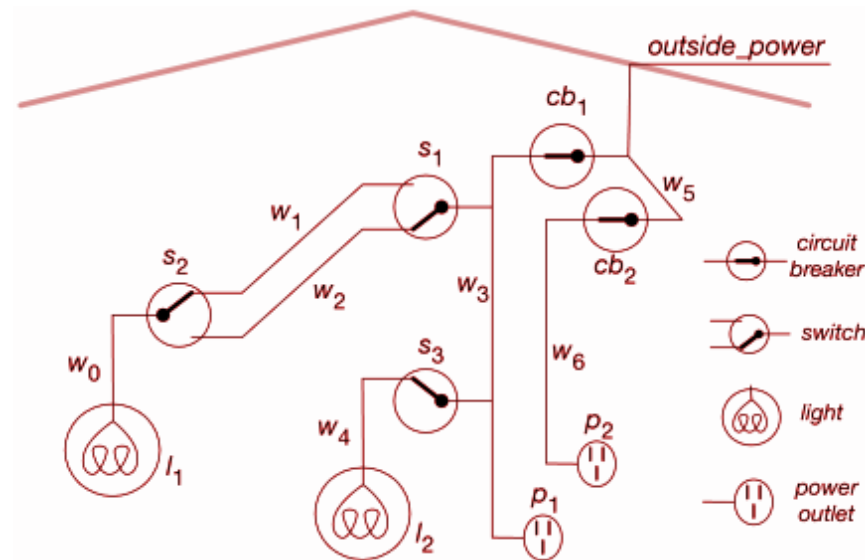 outside_power
cb₁
s₁
w₅
w₁
cb₂
circuit
breaker
s₂
w₂
w₃
switch
s₃
w₀
w₆
light
w₄
p₂
l₁
p₁
power
outlet
l₂